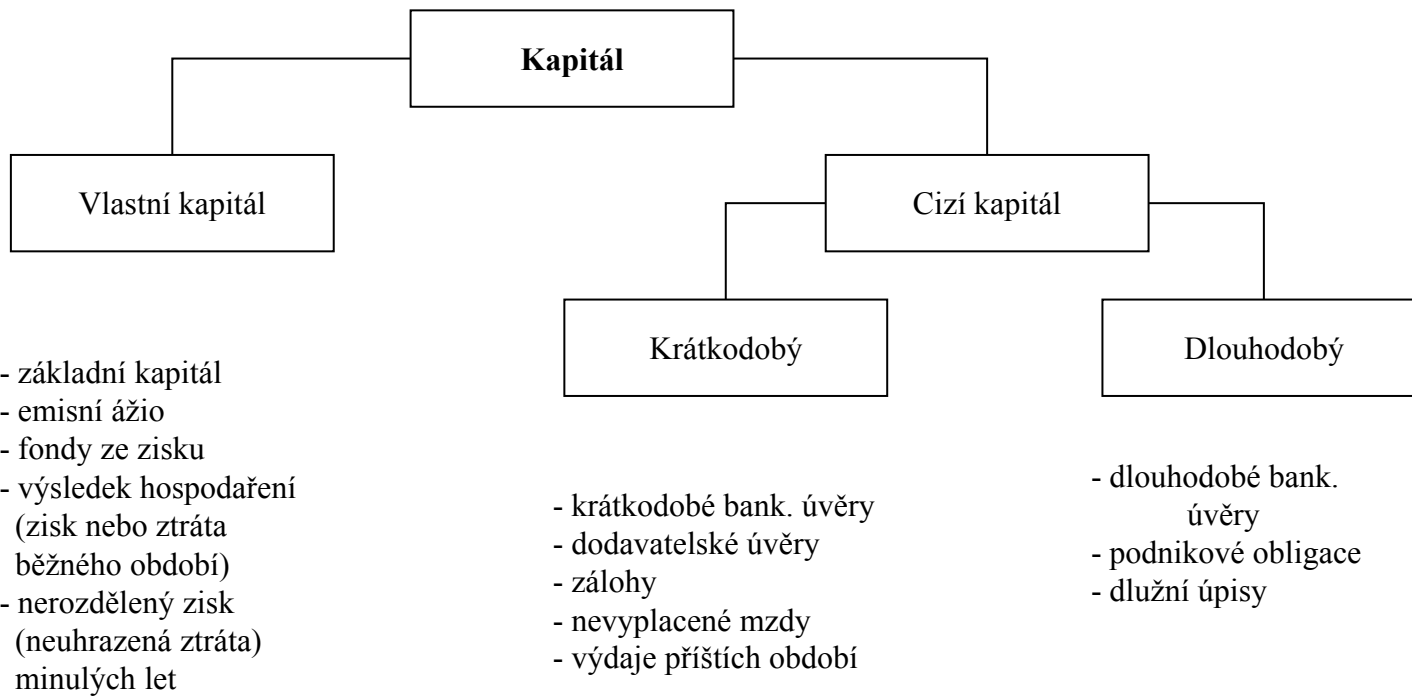 Kapitál
Vlastní kapitál
Cizí kapitál
Krátkodobý
Dlouhodobý
- základní kapitál
- emisní ážio
- fondy ze zisku
- výsledek hospodaření
(zisk nebo ztráta
běžného období)
- nerozdělený zisk
(neuhrazená ztráta)
minulých let
- krátkodobé bank. úvěry
- dodavatelské úvěry
- zálohy
- nevyplacené mzdy
- výdaje příštích období
- dlouhodobé bank.
úvěry
- podnikové obligace
- dlužní úpisy